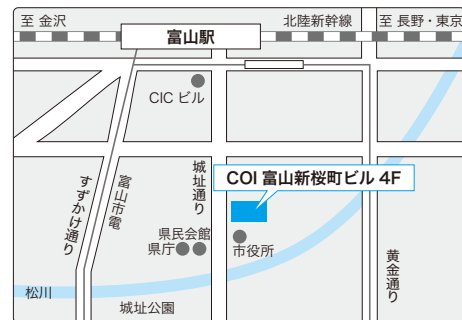 至 金沢
北陸新幹線
至 長野・東京
富山駅
CIC ビル
COI 富山新桜町ビル 4F
すずかけ通り
富山市電
城址通り
県民会館
県庁
市役所
黄金通り
松川
城址公園